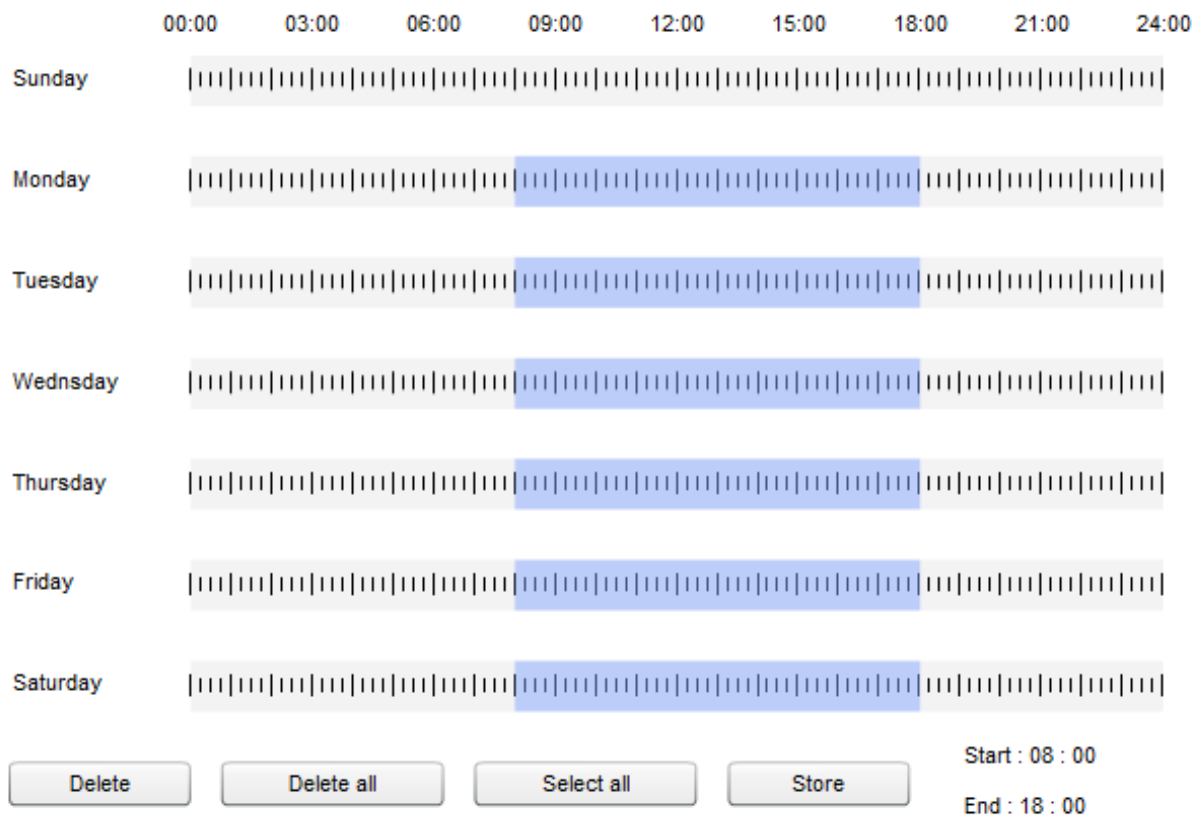 00:00 03:00 06:00 09:00 12:00 15:00 18:00 21:00 24:00
Sunday
Monday
Tuesday
Wednsday
Thursday
Friday
Saturday
Delete Delete all Select all Store
Start : 08 : 00
End : 18 : 00